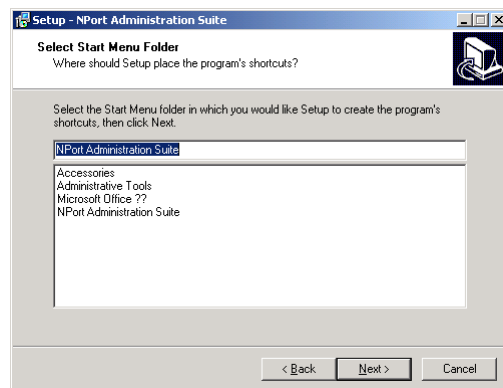 Setup - NPort Administration Suite
Select Start Menu Folder
Where should Setup place the program's shortcuts?
Select the Start Menu folder in which you would like Setup to create the program's
shortcuts, then click Next.
NPort Administration Suite
Accessories
Administrative Tools
Microsoft Office ??
NPort Administration Suite
< Back
Next >
Cancel